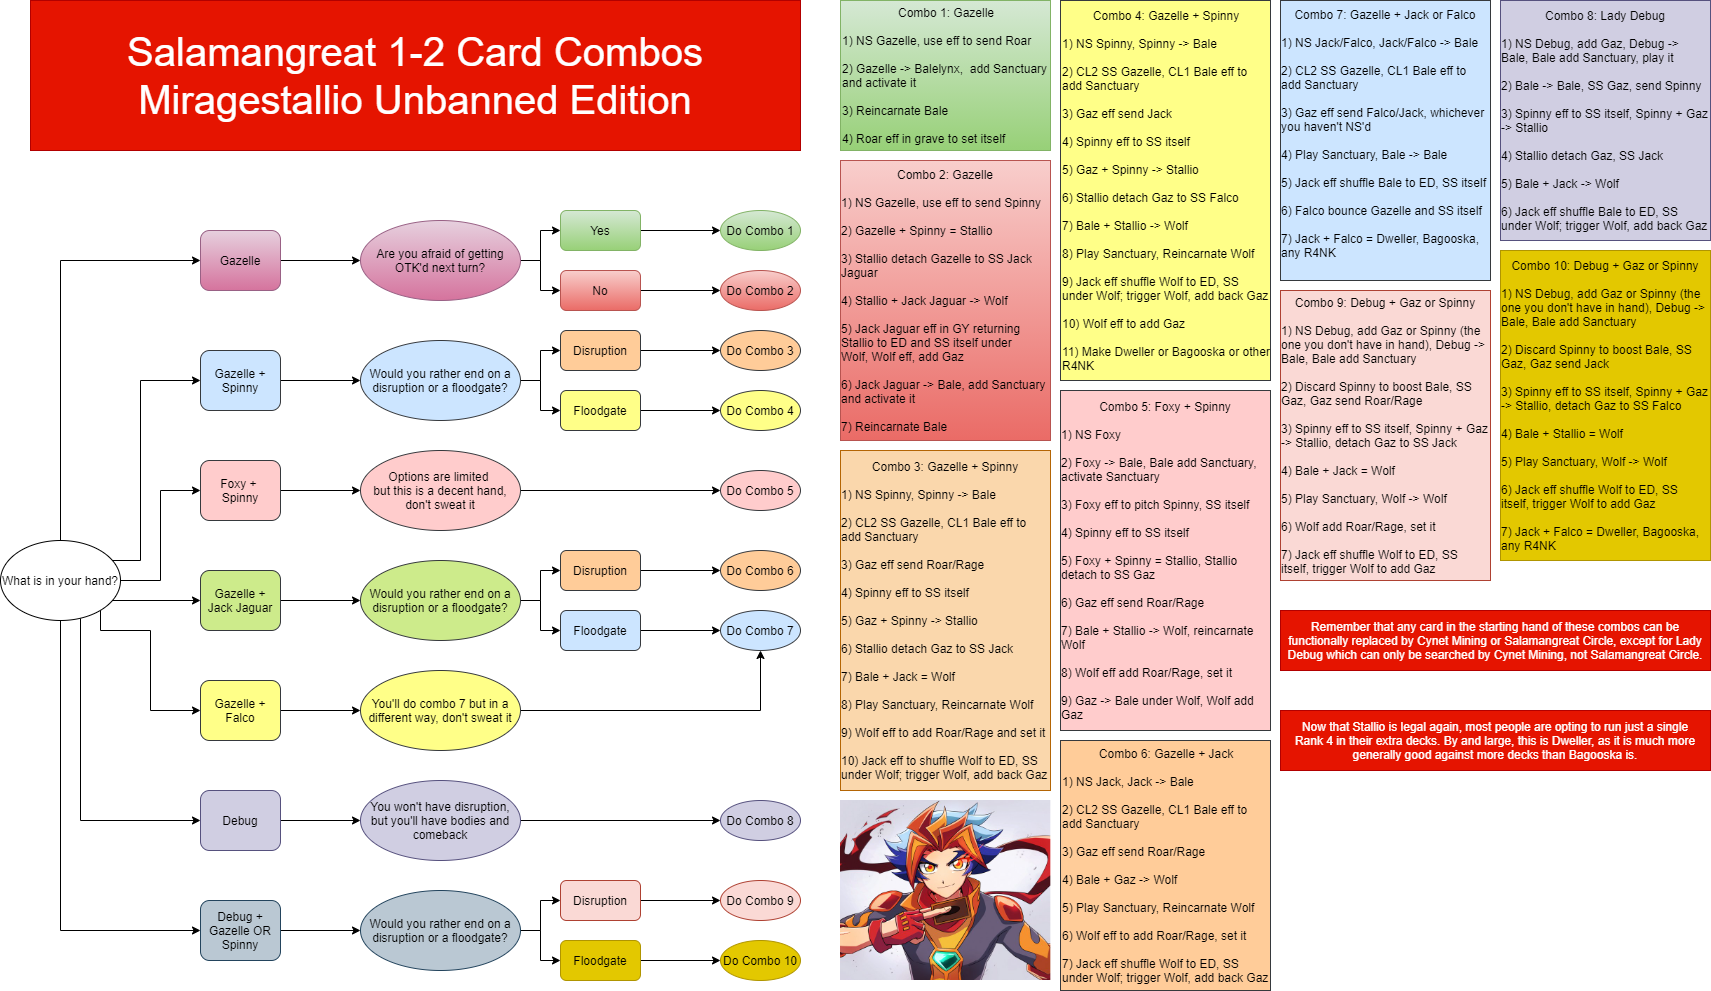 Salamangreat 1-2 Card Combos
Miragestallio Unbanned Edition
What is in your hand?
Gazelle
Are you afraid of getting
OTK'd next turn?
Yes
Do Combo 1
No
Do Combo 2
Gazelle +
Spinny
Would you rather end on a
disruption or a floodgate?
Disruption
Do Combo 3
Floodgate
Do Combo 4
Foxy +
Spinny
Options are limited
but this is a decent hand,
don't sweat it
Do Combo 5
Gazelle +
Jack Jaguar
Would you rather end on a
disruption or a floodgate?
Disruption
Do Combo 6
Floodgate
Do Combo 7
Gazelle +
Falco
You'll do combo 7 but in a
different way, don't sweat it
Debug
You won't have disruption,
but you'll have bodies and
comeback
Do Combo 8
Debug +
Gazelle OR
Spinny
Would you rather end on a
disruption or a floodgate?
Disruption
Do Combo 9
Floodgate
Do Combo 10
Combo 1: Gazelle
1) NS Gazelle, use eff to send Roar
2) Gazelle -> Balelynx, add Sanctuary
and activate it
3) Reincarnate Bale
4) Roar eff in grave to set itself
Combo 2: Gazelle
1) NS Gazelle, use eff to send Spinny
2) Gazelle + Spinny = Stallio
3) Stallio detach Gazelle to SS Jack
Jaguar
4) Stallio + Jack Jaguar -> Wolf
5) Jack Jaguar eff in GY returning
Stallio to ED and SS itself under
Wolf, Wolf eff, add Gaz
6) Jack Jaguar -> Bale, add Sanctuary
and activate it
7) Reincarnate Bale
Combo 3: Gazelle + Spinny
1) NS Spinny, Spinny -> Bale
2) CL2 SS Gazelle, CL1 Bale eff to
add Sanctuary
3) Gaz eff send Roar/Rage
4) Spinny eff to SS itself
5) Gaz + Spinny -> Stallio
6) Stallio detach Gaz to SS Jack
7) Bale + Jack = Wolf
8) Play Sanctuary, Reincarnate Wolf
9) Wolf eff to add Roar/Rage and set it
10) Jack eff to shuffle Wolf to ED, SS
under Wolf; trigger Wolf, add back Gaz
Combo 4: Gazelle + Spinny
1) NS Spinny, Spinny -> Bale
2) CL2 SS Gazelle, CL1 Bale eff to
add Sanctuary
3) Gaz eff send Jack
4) Spinny eff to SS itself
5) Gaz + Spinny -> Stallio
6) Stallio detach Gaz to SS Falco
7) Bale + Stallio -> Wolf
8) Play Sanctuary, Reincarnate Wolf
9) Jack eff shuffle Wolf to ED, SS
under Wolf; trigger Wolf, add back Gaz
10) Wolf eff to add Gaz
11) Make Dweller or Bagooska or other
R4NK
Combo 5: Foxy + Spinny
1) NS Foxy
2) Foxy -> Bale, Bale add Sanctuary,
activate Sanctuary
3) Foxy eff to pitch Spinny, SS itself
4) Spinny eff to SS itself
5) Foxy + Spinny = Stallio, Stallio
detach to SS Gaz
6) Gaz eff send Roar/Rage
7) Bale + Stallio -> Wolf, reincarnate
Wolf
8) Wolf eff add Roar/Rage, set it
9) Gaz -> Bale under Wolf, Wolf add
Gaz
Combo 6: Gazelle + Jack
1) NS Jack, Jack -> Bale
2) CL2 SS Gazelle, CL1 Bale eff to
add Sanctuary
3) Gaz eff send Roar/Rage
4) Bale + Gaz -> Wolf
5) Play Sanctuary, Reincarnate Wolf
6) Wolf eff to add Roar/Rage, set it
7) Jack eff shuffle Wolf to ED, SS
under Wolf; trigger Wolf, add back Gaz
Combo 7: Gazelle + Jack or Falco
1) NS Jack/Falco, Jack/Falco -> Bale
2) CL2 SS Gazelle, CL1 Bale eff to
add Sanctuary
3) Gaz eff send Falco/Jack, whichever
you haven't NS'd
4) Play Sanctuary, Bale -> Bale
5) Jack eff shuffle Bale to ED, SS itself
6) Falco bounce Gazelle and SS itself
7) Jack + Falco = Dweller, Bagooska,
any R4NK
Combo 9: Debug + Gaz or Spinny
1) NS Debug, add Gaz or Spinny (the
one you don't have in hand), Debug ->
Bale, Bale add Sanctuary
2) Discard Spinny to boost Bale, SS
Gaz, Gaz send Roar/Rage
3) Spinny eff to SS itself, Spinny + Gaz
-> Stallio, detach Gaz to SS Jack
4) Bale + Jack = Wolf
5) Play Sanctuary, Wolf -> Wolf
6) Wolf add Roar/Rage, set it
7) Jack eff shuffle Wolf to ED, SS
itself, trigger Wolf to add Gaz
Combo 8: Lady Debug
1) NS Debug, add Gaz, Debug ->
Bale, Bale add Sanctuary, play it
2) Bale -> Bale, SS Gaz, send Spinny
3) Spinny eff to SS itself, Spinny + Gaz
-> Stallio
4) Stallio detach Gaz, SS Jack
5) Bale + Jack -> Wolf
6) Jack eff shuffle Bale to ED, SS
under Wolf; trigger Wolf, add back Gaz
Combo 10: Debug + Gaz or Spinny
1) NS Debug, add Gaz or Spinny (the
one you don't have in hand), Debug ->
Bale, Bale add Sanctuary
2) Discard Spinny to boost Bale, SS
Gaz, Gaz send Jack
3) Spinny eff to SS itself, Spinny + Gaz
-> Stallio, detach Gaz to SS Falco
4) Bale + Stallio = Wolf
5) Play Sanctuary, Wolf -> Wolf
6) Jack eff shuffle Wolf to ED, SS
itself, trigger Wolf to add Gaz
7) Jack + Falco = Dweller, Bagooska,
any R4NK
Remember that any card in the starting hand of these combos can be
functionally replaced by Cynet Mining or Salamangreat Circle, except for Lady
Debug which can only be searched by Cynet Mining, not Salamangreat Circle.
Now that Stallio is legal again, most people are opting to run just a single
Rank 4 in their extra decks. By and large, this is Dweller, as it is much more
generally good against more decks than Bagooska is.